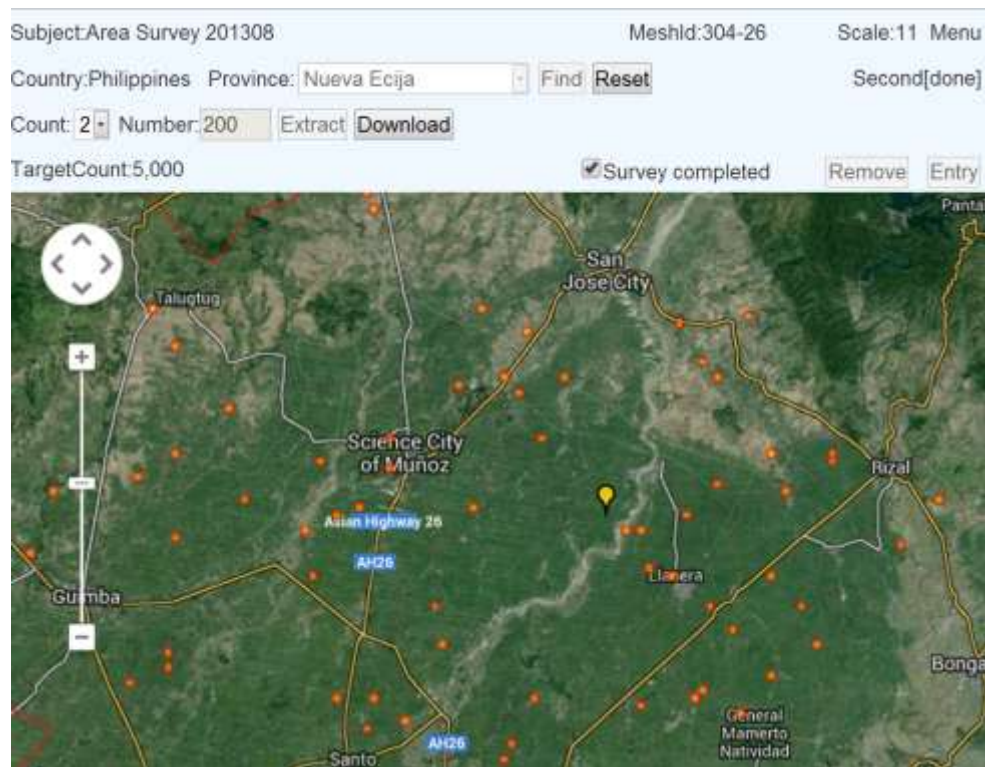 Subject:Area Survey 201308 MeshId:304-26 Scale:11 Menu
Country:Philippines Province: Nueva Ecija Find Reset Second[done]
Count: 2 Number:200 Extract Download
TargetCount:5,000 Survey completed Remove Entry
Panta
San
Jose City
Talugtug
Science City
of Muñoz
Rizal
Asian Highway 26
AH26
Llanera
Guimba
Bonga
General
Mamerto
Natividad
AH26
Santo